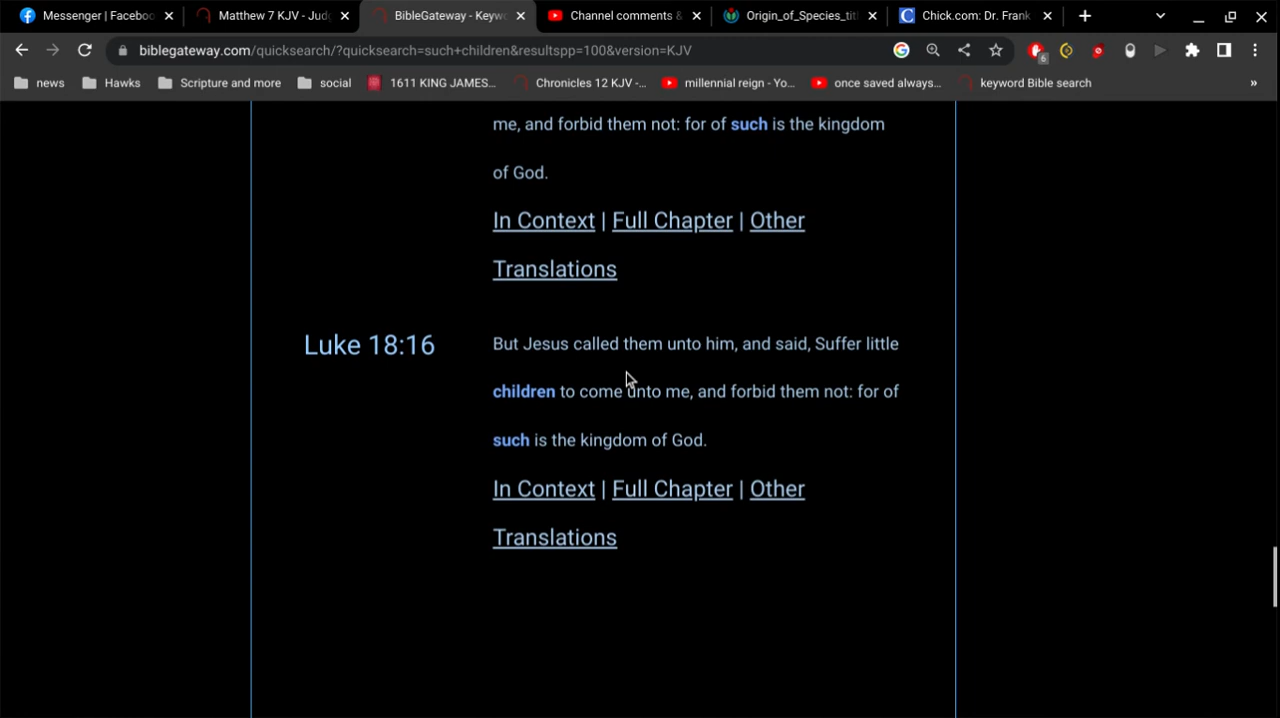 Messenger | Faceboo
Matthew 7 KJV - Jud
BibleGateway - Keyw
Channel comments &
Origin_of_Species_titl
Chick.com: Dr. Frank
biblegateway.com/quicksearch/?quicksearch=such+children&resultspp=100&version=KJV
6
news
Hawks
Scripture and more
social
1611 KING JAMES...
Chronicles 12 KJV -...
millennial reign - Yo...
once saved always...
keyword Bible search
»
me, and forbid them not: for of such is the kingdom
of God.
In Context | Full Chapter | Other
Translations
Luke 18:16
But Jesus called them unto him, and said, Suffer little
children to come unto me, and forbid them not: for of
such is the kingdom of God.
In Context | Full Chapter | Other
Translations